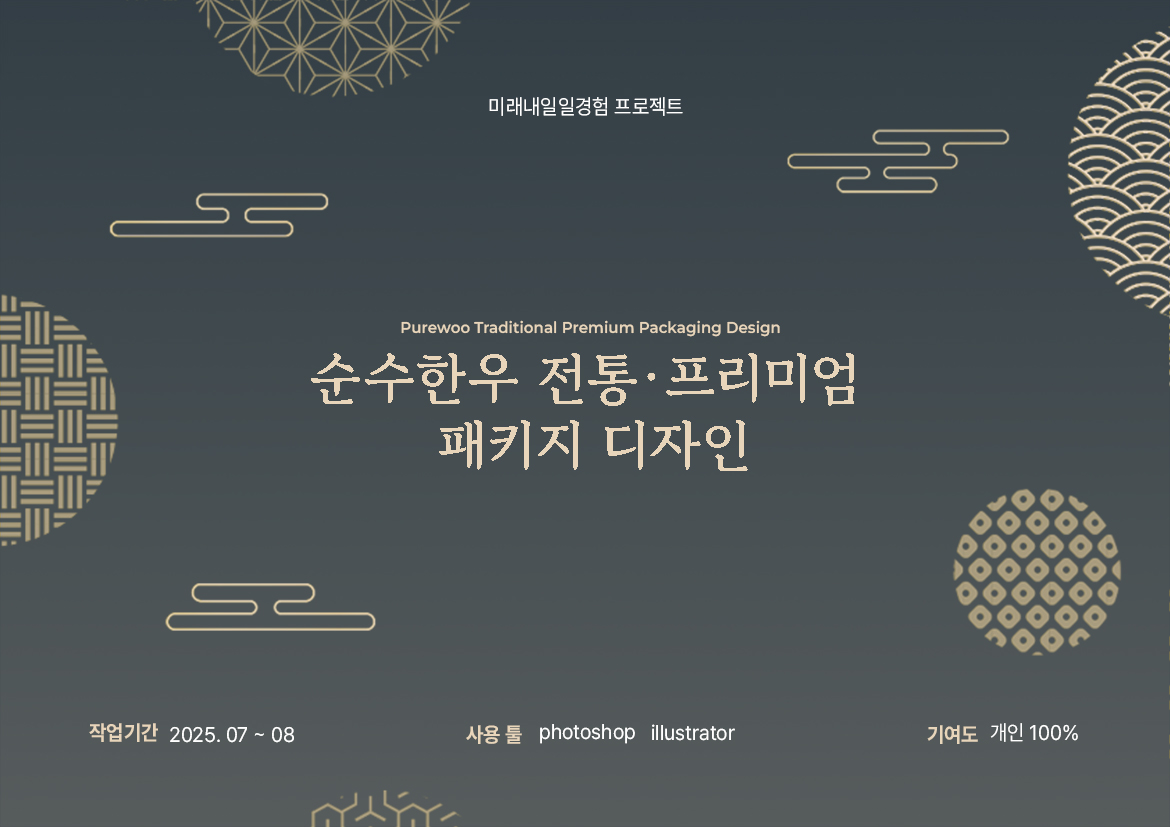 미래내일일경험 프로젝트
Purewoo Traditional Premium Packaging Design
순수한우 전통·프리미엄
패키지 디자인
작업기간 2025. 07 ~ 08
사용 툴 photoshop illustrator
기여도 개인 100%